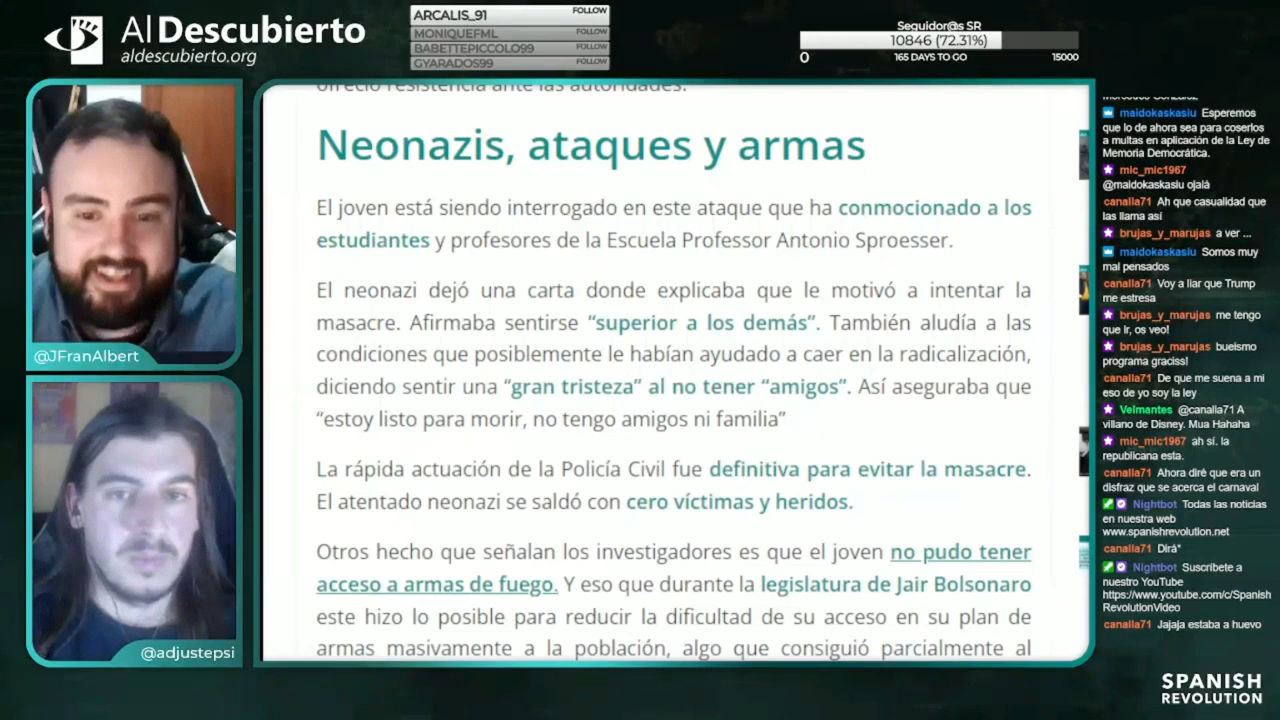 Al Descubierto
aldescubierto.org
ARCALIS_91 FOLLOW
MONIQUEFML FOLLOW
BABETTEPICCOLO99 FOLLOW
GYARADOS99 FOLLOW
Seguidor@s SR
10846 (72.31%)
0 165 DAYS TO GO 15000
@JFranAlbert
@adjustepsi
ofreció resistencia ante las autoridades.
Neonazis, ataques y armas
El joven está siendo interrogado en este ataque que ha conmocionado a los
estudiantes y profesores de la Escuela Professor Antonio Sproesser.
El neonazi dejó una carta donde explicaba que le motivó a intentar la
masacre. Afirmaba sentirse “superior a los demás”. También aludía a las
condiciones que posiblemente le habían ayudado a caer en la radicalización,
diciendo sentir una “gran tristeza” al no tener “amigos”. Así aseguraba que
“estoy listo para morir, no tengo amigos ni familia”
La rápida actuación de la Policía Civil fue definitiva para evitar la masacre.
El atentado neonazi se saldó con cero víctimas y heridos.
Otros hecho que señalan los investigadores es que el joven no pudo tener
acceso a armas de fuego. Y eso que durante la legislatura de Jair Bolsonaro
este hizo lo posible para reducir la dificultad de su acceso en su plan de
armas masivamente a la población, algo que consiguió parcialmente al
maidokaskasiu Esperemos
que lo de ahora sea para coserlos
a multas en aplicación de la Ley de
Memoria Democrática.
mic_mic1967
@maidokaskasiu ojalá
canalla71 Ah que casualidad que
las llama así
brujas_y_marujas a ver ...
maidokaskasiu Somos muy
mal pensados
canalla71 Voy a liar que Trump
me estresa
brujas_y_marujas me tengo
que ir, os veo!
brujas_y_marujas bueismo
programa graciss!
canalla71 De que me suena a mi
eso de yo soy la ley
Velmantes @canalla71 A
villano de Disney. Mua Hahaha
mic_mic1967 ah sí. la
republicana esta.
canalla71 Ahora diré que era un
disfraz que se acerca el carnaval
Nightbot Todas las noticias
en nuestra web
www.spanishrevolution.net
canalla71 Dirá*
Nightbot Suscríbete a
nuestro YouTube
https://www.youtube.com/c/Spanish
RevolutionVideo
canalla71 Jajaja estaba a huevo
SPANISH
REVOLUTION